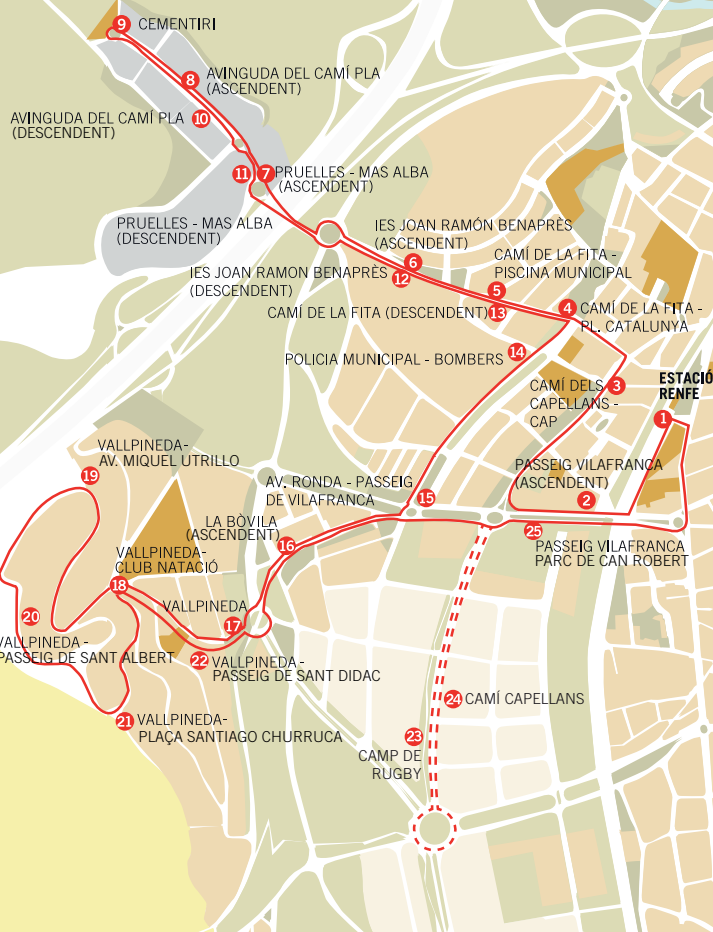 9 CEMENTIRI
8 AVINGUDA DEL CAMÍ PLA
(ASCENDENT)
AVINGUDA DEL CAMÍ PLA 10
(DESCENDENT)
11 7 PRUELLES - MAS ALBA
(ASCENDENT)
PRUELLES - MAS ALBA
(DESCENDENT)
IES JOAN RAMÓN BENAPRÈS
(ASCENDENT)
6
IES JOAN RAMON BENAPRÈS 12
(DESCENDENT)
CAMÍ DE LA FITA -
PISCINA MUNICIPAL
5
CAMÍ DE LA FITA (DESCENDENT) 13
4 CAMÍ DE LA FITA -
PL. CATALUNYA
POLICIA MUNICIPAL - BOMBERS 14
CAMÍ DELS 3
CAPELLANS -
CAP
ESTACIÓ
RENFE
1
PASSEIG VILAFRANCA
(ASCENDENT)
2
VALLPINEDA-
AV. MIQUEL UTRILLO
19
AV. RONDA - PASSEIG
DE VILAFRANCA
15
LA BÒVILA
(ASCENDENT)
16
25
PASSEIG VILAFRANCA
PARC DE CAN ROBERT
VALLPINEDA-
CLUB NATACIÓ
18
VALLPINEDA
17
20
VALLPINEDA -
PASSEIG DE SANT ALBERT
22 VALLPINEDA -
PASSEIG DE SANT DIDAC
21 VALLPINEDA-
PLAÇA SANTIAGO CHURRUCA
24 CAMÍ CAPELLANS
23
CAMP DE
RUGBY